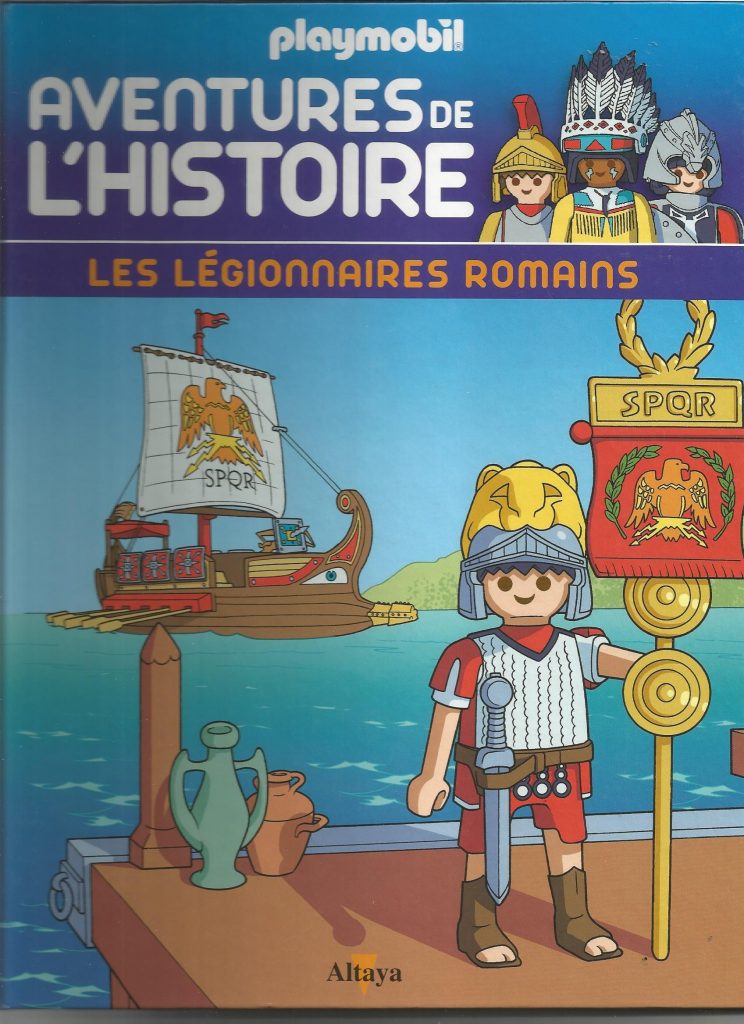 playmobil®
AVENTURES DE
L'HISTOIRE
LES LÉGIONNAIRES ROMAINS
SPQR
SPQR
Altaya